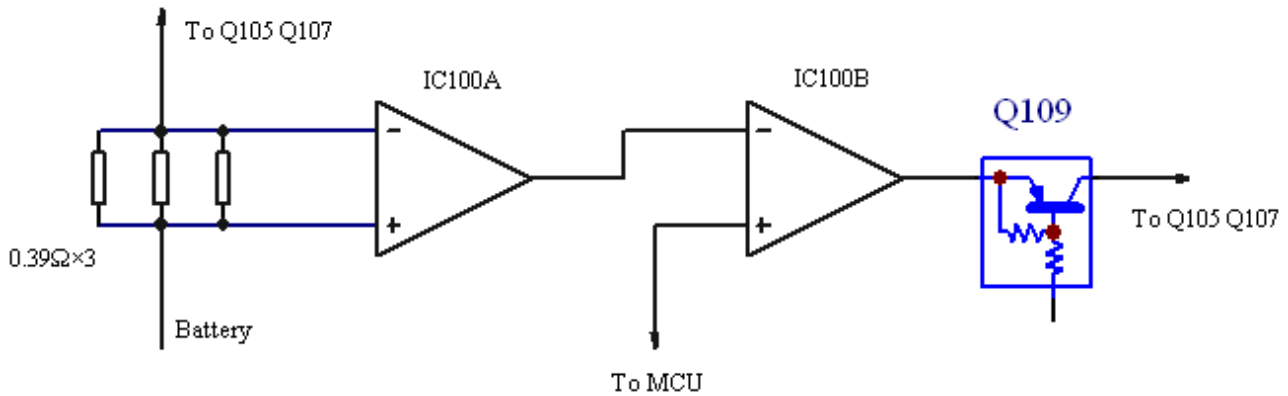 To Q105 Q107
IC100A
IC100B
Q109
-
-
+
+
To Q105 Q107
0.39Ω×3
Battery
To MCU